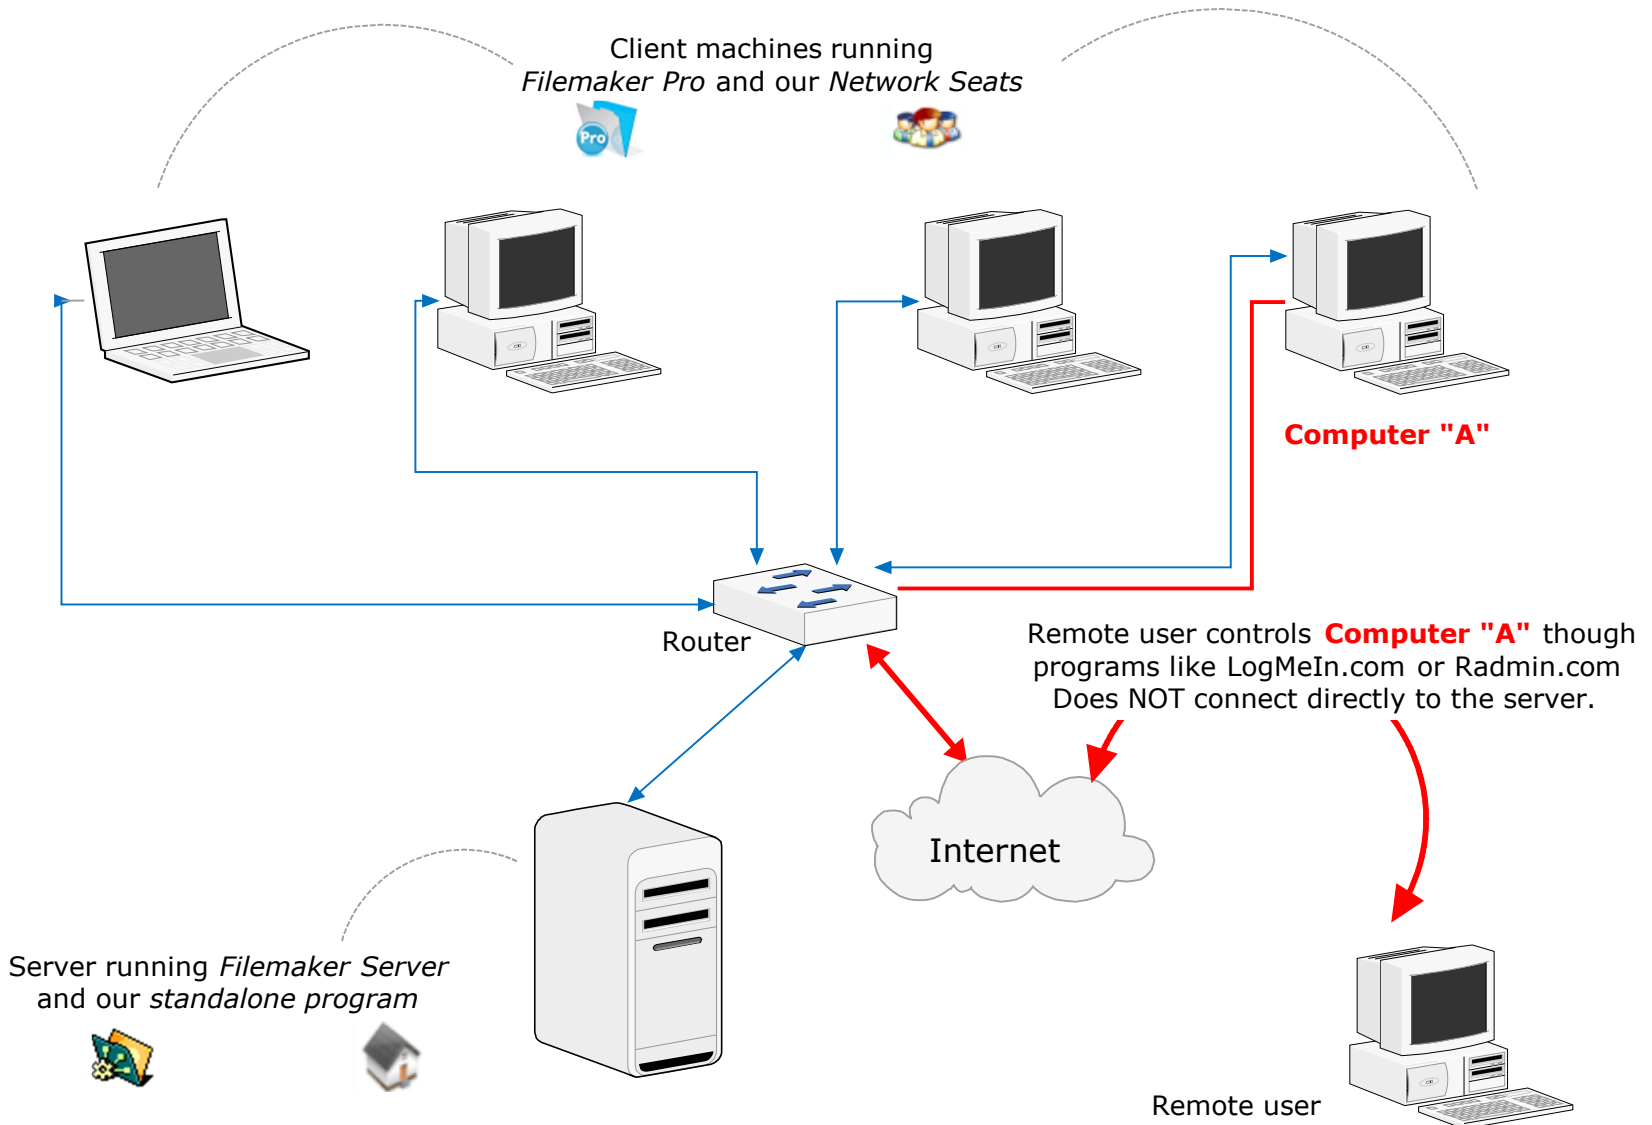 Client machines running
Filemaker Pro and our Network Seats
Pro
Computer "A"
Router
Remote user controls Computer "A" though
programs like LogMeIn.com or Radmin.com
Does NOT connect directly to the server.
Internet
Server running Filemaker Server
and our standalone program
Remote user